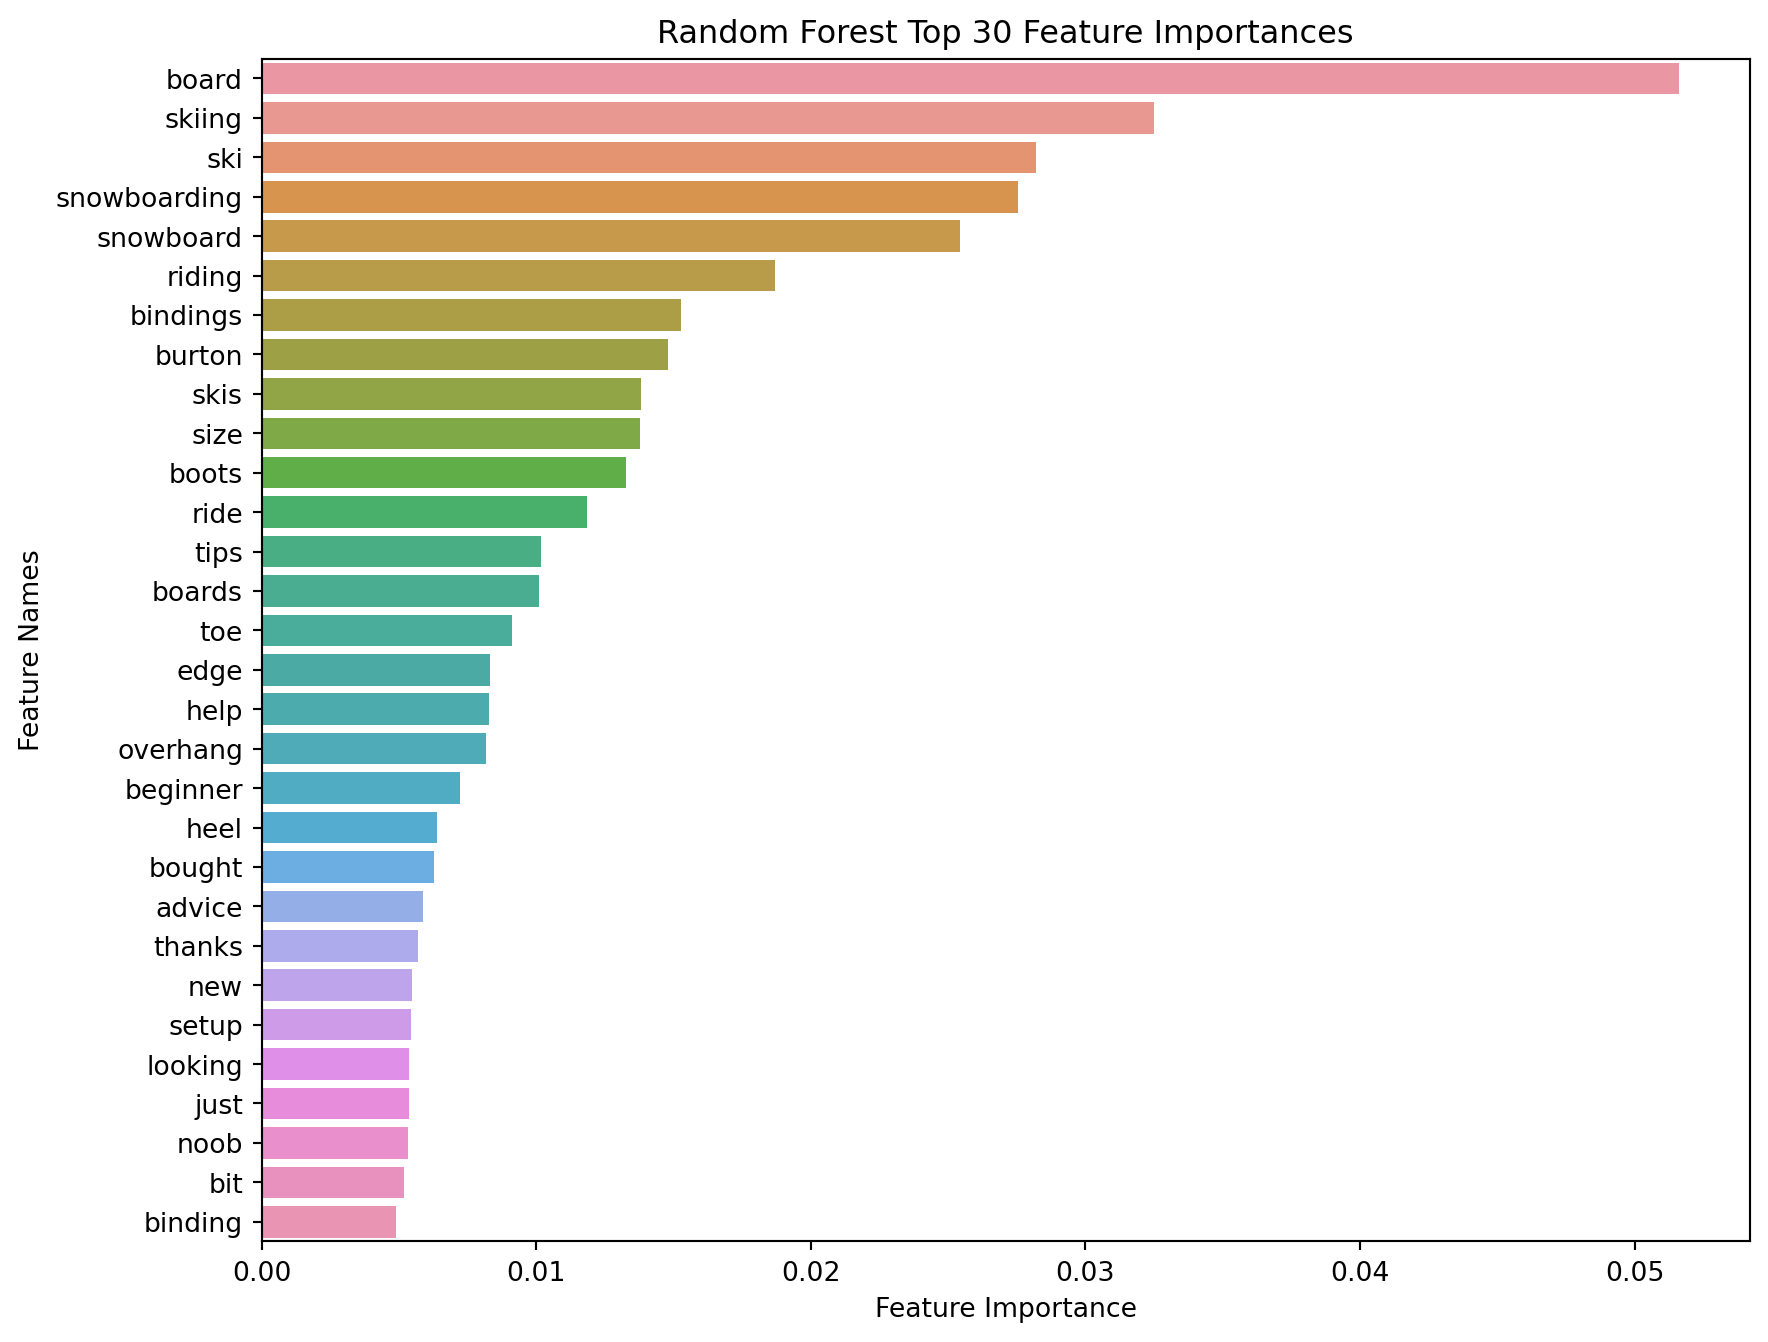 Random Forest Top 30 Feature Importances
board
skiing
ski
snowboarding
snowboard
riding
bindings
burton
skis
size
boots
ride
tips
boards
toe
edge
help
overhang
beginner
heel
bought
advice
thanks
new
setup
looking
just
noob
bit
binding
Feature Names
0.00 0.01 0.02 0.03 0.04 0.05
Feature Importance